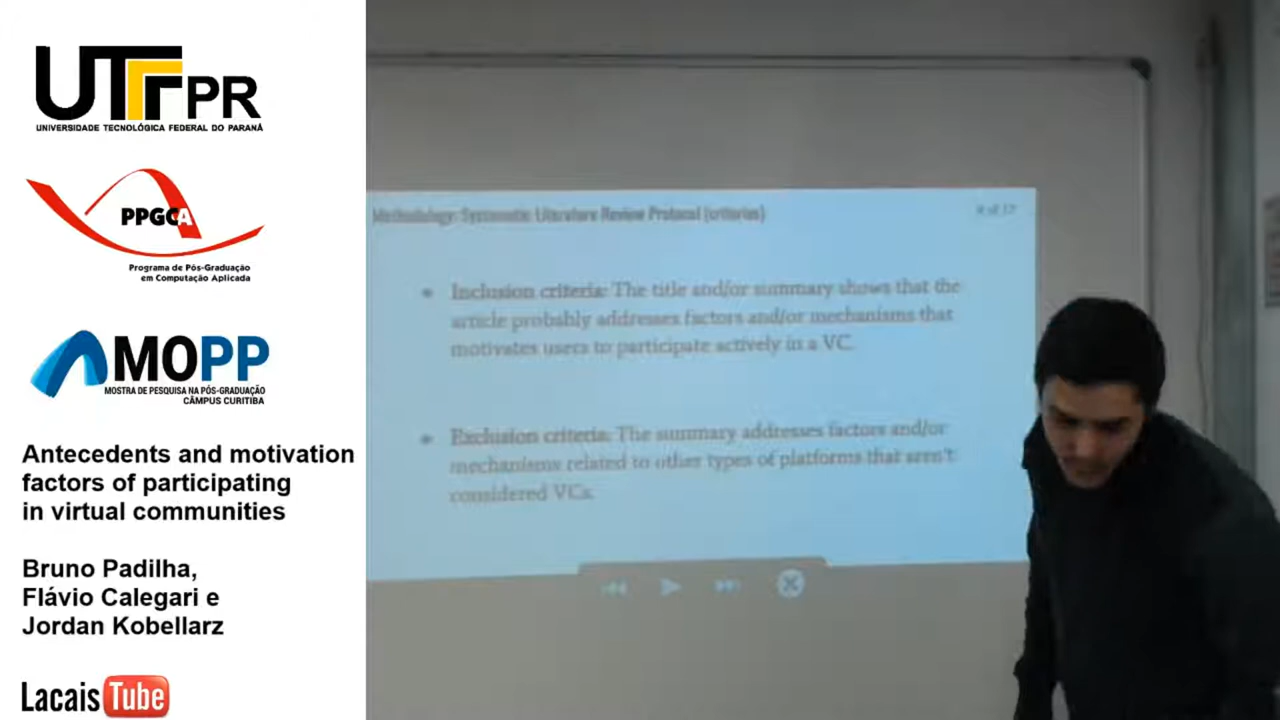 UTFPR
UNIVERSIDADE TECNOLÓGICA FEDERAL DO PARANÁ
PPGCA
Programa de Pós-Graduação
em Computação Aplicada
MOPP
MOSTRA DE PESQUISA NA PÓS-GRADUAÇÃO
CÂMPUS CURITIBA
Antecedents and motivation
factors of participating
in virtual communities
Bruno Padilha,
Flávio Calegari e
Jordan Kobellarz
LacaisTube
Methodology: Systematic Literature Review Protocol (criterias)
Inclusion criteria: The title and/or summary shows that the
article probably addresses factors and/or mechanisms that
motivates users to participate actively in a VC.
Exclusion criteria: The summary addresses factors and/or
mechanisms related to other types of platforms that aren't
considered VCs.